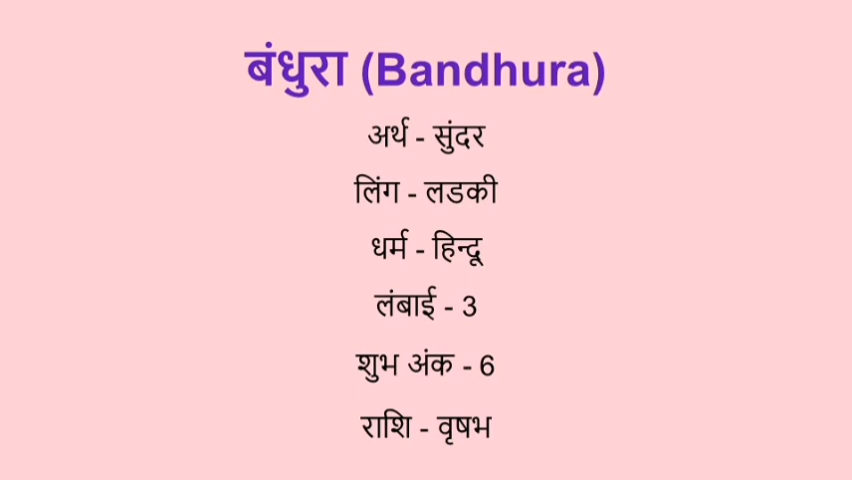 बंधुरा (Bandhura)
अर्थ - सुंदर
लिंग - लडकी
धर्म - हिन्दू
लंबाई - 3
शुभ अंक - 6
राशि - वृषभ